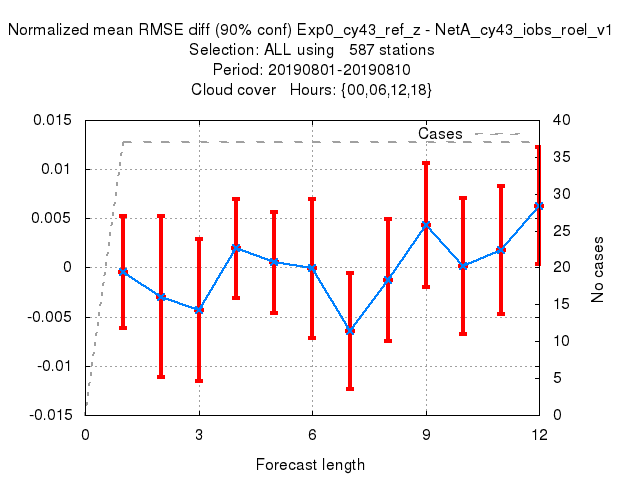 Normalized mean RMSE diff (90% conf) Exp0_cy43_ref_z - NetA_cy43_iobs_roel_v1
Selection: ALL using 587 stations
Period: 20190801-20190810
Cloud cover Hours: {00,06,12,18}
Cases
0.015
0.01
0.005
0
-0.005
-0.01
-0.015
40
35
30
25
20
15
10
5
0
No cases
0 3 6 9 12
Forecast length